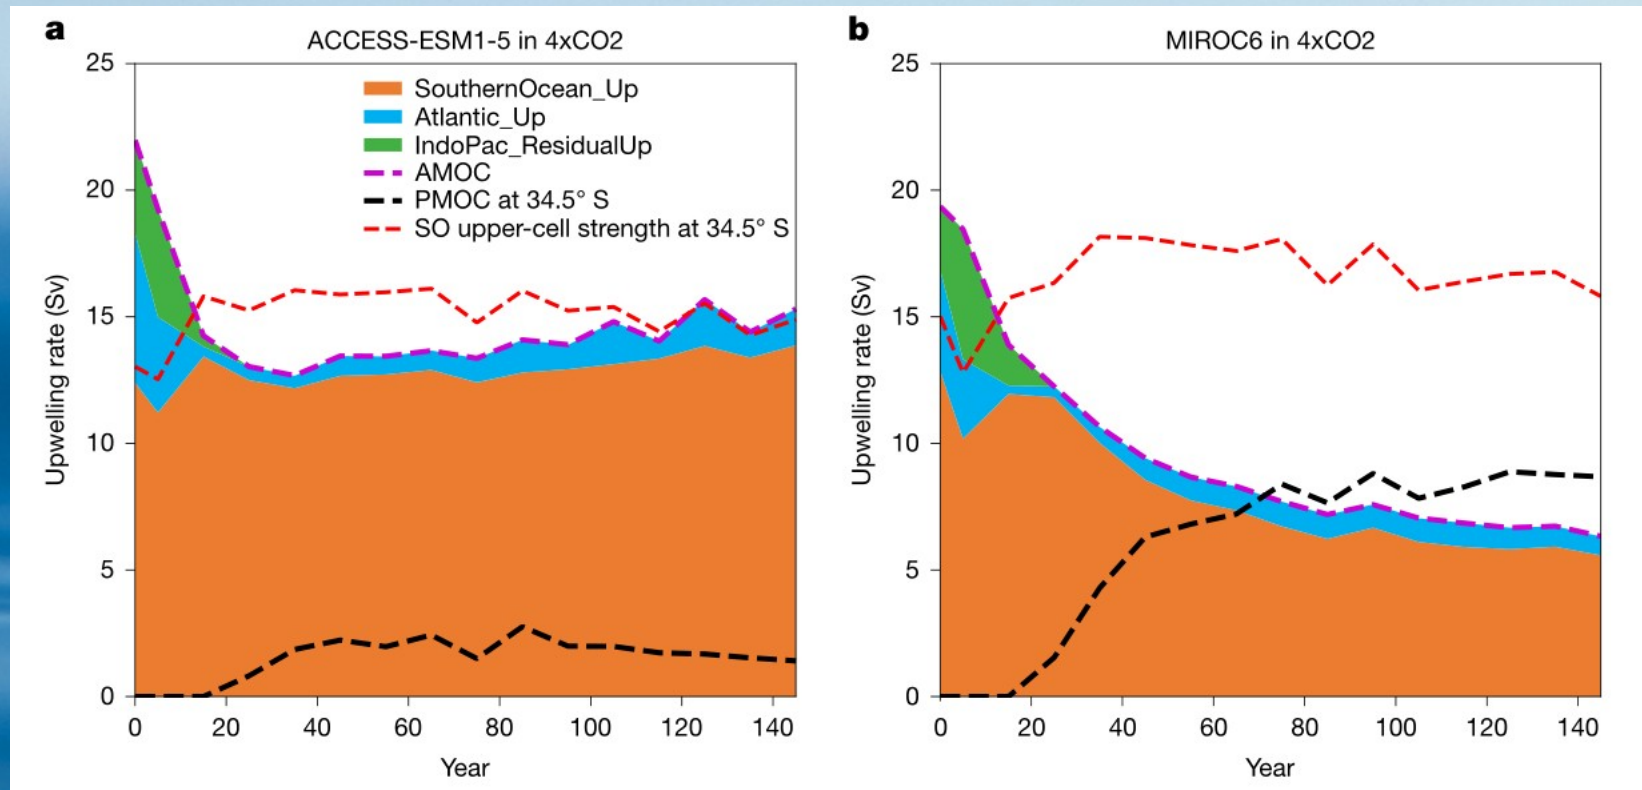 a
ACCESS-ESM1-5 in 4xCO2
25
20
15
10
5
0
Upwelling rate (Sv)
SouthernOcean_Up
Atlantic_Up
IndoPac_ResidualUp
AMOC
PMOC at 34.5° S
SO upper-cell strength at 34.5° S
0 20 40 60 80 100 120 140
Year
b
MIROC6 in 4xCO2
25
20
15
10
5
0
Upwelling rate (Sv)
0 20 40 60 80 100 120 140
Year